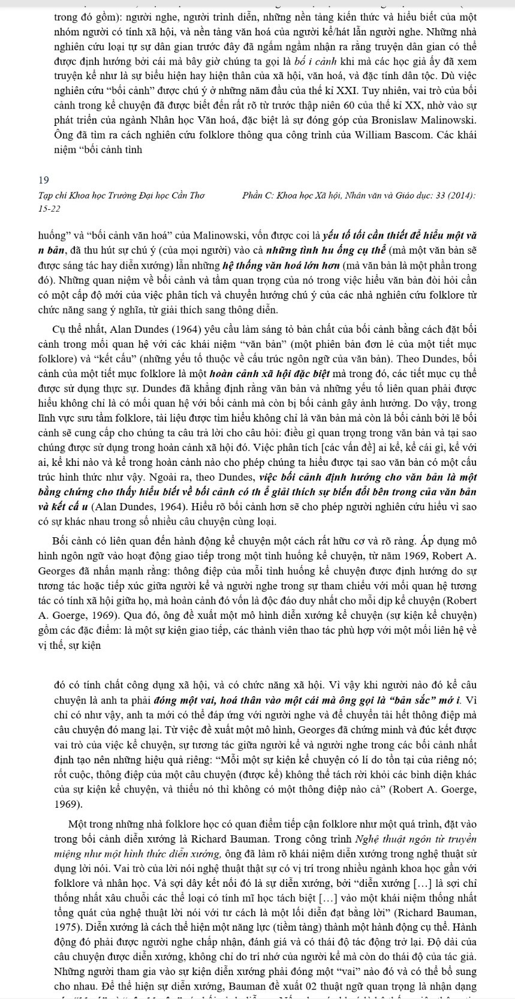 trong đó gồm): người nghe, người trình diễn, những nền tảng kiến thức và hiểu biết của một
nhóm người có tính xã hội, và nền tảng văn hoá của người kể/hát lẫn người nghe. Những nhà
nghiên cứu loại tự sự dân gian trước đây đã ngấm ngầm nhận ra rằng truyện dân gian có thể
được định hướng bởi cái mà bây giờ chúng ta gọi là bố i cảnh khi mà các học giả ấy đã xem
truyện kể như là sự biểu hiện hay hiện thân của xã hội, văn hoá, và đặc tính dân tộc. Dù việc
nghiên cứu “bối cảnh” được chú ý ở những năm đầu của thế kỉ XXI. Tuy nhiên, vai trò của bối
cảnh trong kể chuyện đã được biết đến rất rõ từ trước thập niên 60 của thế kỉ XX, nhờ vào sự
phát triển của ngành Nhân học Văn hoá, đặc biệt là sự đóng góp của Bronislaw Malinowski.
Ông đã tìm ra cách nghiên cứu folklore thông qua công trình của William Bascom. Các khái
niệm “bối cảnh tình
19
Tạp chí Khoa học Trường Đại học Cần Thơ Phần C: Khoa học Xã hội, Nhân văn và Giáo dục: 33 (2014):
15-22
huống” và “bối cảnh văn hoá” của Malinowski, vốn được coi là yếu tố tối cần thiết để hiểu một vă
n bản, đã thu hút sự chú ý (của mọi người) vào cả những tình hu ống cụ thể (mà một văn bản sẽ
được sáng tác hay diễn xướng) lẫn những hệ thống văn hoá lớn hơn (mà văn bản là một phần trong
đó). Những quan niệm về bối cảnh và tầm quan trọng của nó trong việc hiểu văn bản đòi hỏi cần
có một cấp độ mới của việc phân tích và chuyển hướng chú ý của các nhà nghiên cứu folklore từ
chức năng sang ý nghĩa, từ giải thích sang thông diễn.
Cụ thể nhất, Alan Dundes (1964) yêu cầu làm sáng tỏ bản chất của bối cảnh bằng cách đặt bối
cảnh trong mối quan hệ với các khái niệm “văn bản” (một phiên bản đơn lẻ của một tiết mục
folklore) và “kết cấu” (những yếu tố thuộc về cấu trúc ngôn ngữ của văn bản). Theo Dundes, bối
cảnh của một tiết mục folklore là một hoàn cảnh xã hội đặc biệt mà trong đó, các tiết mục cụ thể
được sử dụng thực sự. Dundes đã khẳng định rằng văn bản và những yếu tố liên quan phải được
hiểu không chỉ là có mối quan hệ với bối cảnh mà còn bị bối cảnh gây ảnh hưởng. Do vậy, trong
lĩnh vực sưu tầm folklore, tài liệu được tìm hiểu không chỉ là văn bản mà còn là bối cảnh bởi lẽ bối
cảnh sẽ cung cấp cho chúng ta câu trả lời cho câu hỏi: điều gì quan trọng trong văn bản và tại sao
chúng được sử dụng trong hoàn cảnh xã hội đó. Việc phân tích [các vấn đề] ai kể, kể cái gì, kể với
ai, kể khi nào và kể trong hoàn cảnh nào cho phép chúng ta hiểu được tại sao văn bản có một cấu
trúc hình thức như vậy. Ngoài ra, theo Dundes, việc bối cảnh định hướng cho văn bản là một
bằng chứng cho thấy hiểu biết về bối cảnh có th ể giải thích sự biến đổi bên trong của văn bản
và kết cấ u (Alan Dundes, 1964). Hiểu rõ bối cảnh hơn sẽ cho phép người nghiên cứu hiểu vì sao
có sự khác nhau trong số nhiều câu chuyện cùng loại.
Bối cảnh có liên quan đến hành động kể chuyện một cách rất hữu cơ và rõ ràng. Áp dụng mô
hình ngôn ngữ vào hoạt động giao tiếp trong một tình huống kể chuyện, từ năm 1969, Robert A.
Georges đã nhấn mạnh rằng: thông điệp của mỗi tình huống kể chuyện được định hướng do sự
tương tác hoặc tiếp xúc giữa người kể và người nghe trong sự tham chiếu với mối quan hệ tương
tác có tính xã hội giữa họ, mà hoàn cảnh đó vốn là độc đáo duy nhất cho mỗi dịp kể chuyện (Robert
A. Goerge, 1969). Qua đó, ông đề xuất một mô hình diễn xướng kể chuyện (sự kiện kể chuyện)
gồm các đặc điểm: là một sự kiện giao tiếp, các thành viên thao tác phù hợp với một mối liên hệ về
vị thế, sự kiện
đó có tính chất công dụng xã hội, và có chức năng xã hội. Vì vậy khi người nào đó kể câu
chuyện là anh ta phải đóng một vai, hoá thân vào một cái mà ông gọi là “bản sắc” mớ i. Vì
chỉ có như vậy, anh ta mới có thể đáp ứng với người nghe và để chuyển tải hết thông điệp mà
câu chuyện đó mang lại. Từ việc đề xuất một mô hình, Georges đã chứng minh và đúc kết được
vai trò của việc kể chuyện, sự tương tác giữa người kể và người nghe trong các bối cảnh nhất
định tạo nên những hiệu quả riêng: “Mỗi một sự kiện kể chuyện có lí do tồn tại của riêng nó;
rốt cuộc, thông điệp của một câu chuyện (được kể) không thể tách rời khỏi các bình diện khác
của sự kiện kể chuyện, và thiếu nó thì không có một thông điệp nào cả” (Robert A. Goerge,
1969).
Một trong những nhà folklore học có quan điểm tiếp cận folklore như một quá trình, đặt vào
trong bối cảnh diễn xướng là Richard Bauman. Trong công trình Nghệ thuật ngôn từ truyền
miệng như một hình thức diễn xướng, ông đã làm rõ khái niệm diễn xướng trong nghệ thuật sử
dụng lời nói. Vai trò của lời nói nghệ thuật thật sự có vị trí trong nhiều ngành khoa học gần với
folklore và nhân học. Và sợi dây kết nối đó là sự diễn xướng, bởi “diễn xướng […] là sợi chỉ
thống nhất xâu chuỗi các thể loại có tính mĩ học tách biệt […] vào một khái niệm thống nhất
tổng quát của nghệ thuật lời nói với tư cách là một lối diễn đạt bằng lời” (Richard Bauman,
1975). Diễn xướng là cách thể hiện một năng lực (tiềm tàng) thành một hành động cụ thể. Hành
động đó phải được người nghe chấp nhận, đánh giá và có thái độ tác động trở lại. Độ dài của
câu chuyện được diễn xướng, không chỉ do trí nhớ của người kể mà còn do thái độ của tác giả.
Những người tham gia vào sự kiện diễn xướng phải đóng một “vai” nào đó và có thể bổ sung
cho nhau. Để thể hiện sự diễn xướng, Bauman đề xuất 02 thuật ngữ quan trọng là nhận dạng